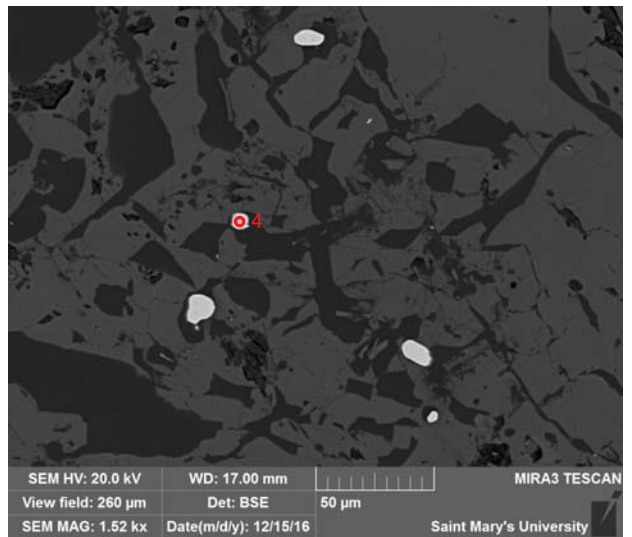 4
SEM HV: 20.0 kV
WD: 17.00 mm
MIRA3 TESCAN
View field: 260 µm
Det: BSE
50 µm
SEM MAG: 1.52 kx
Date(m/d/y): 12/15/16
Saint Mary's University